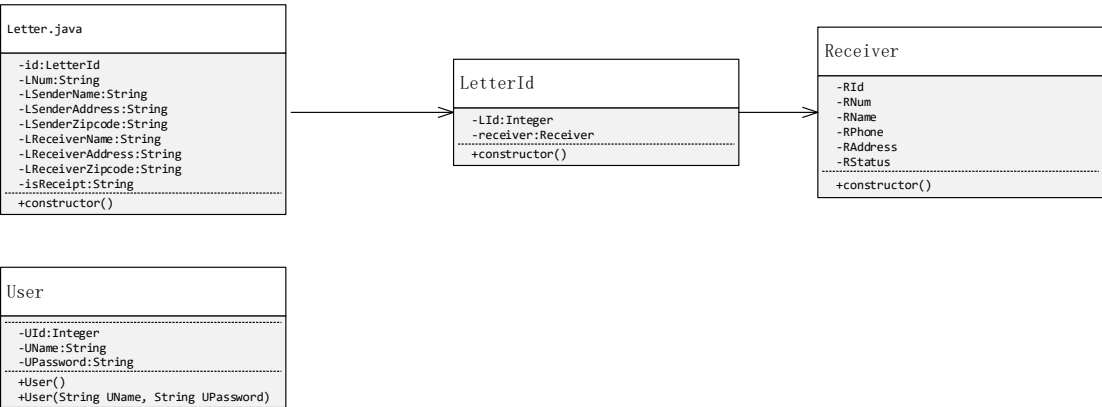 Letter.java
-id:LetterId
-LNum:String
-LSenderName:String
-LSenderAddress:String
-LSenderZipcode:String
-LReceiverName:String
-LReceiverAddress:String
-LReceiverZipcode:String
-isReceipt:String
+constructor()
LetterId
-LId:Integer
-receiver:Receiver
+constructor()
Receiver
-RId
-RNum
-RName
-RPhone
-RAddress
-RStatus
+constructor()
User
-UId:Integer
-UName:String
-UPassword:String
+User()
+User(String UName, String UPassword)